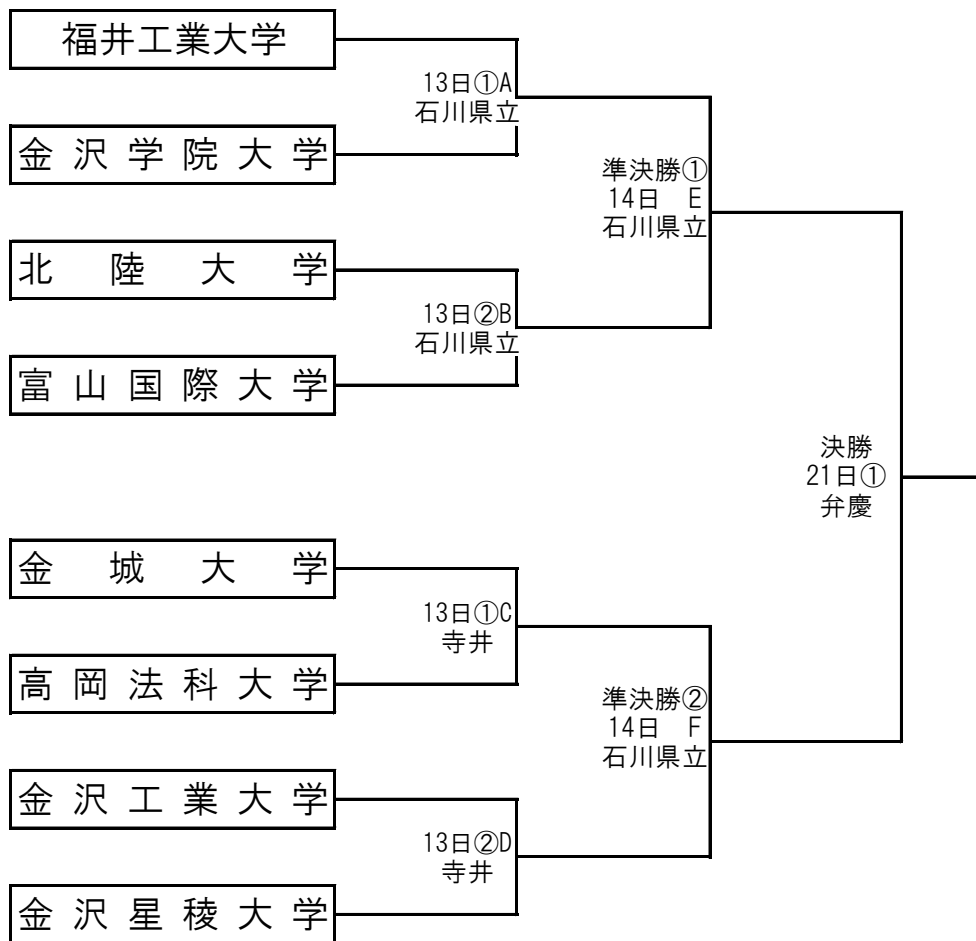 福井工業大学
13日①A
石川県立
金沢学院大学
準決勝①
14日　E
石川県立
北陸大学
13日②B
石川県立
富山国際大学
決勝
21日①
弁慶
金城大学
13日①C
寺井
高岡法科大学
準決勝②
14日　F
石川県立
金沢工業大学
13日②D
寺井
金沢星稜大学